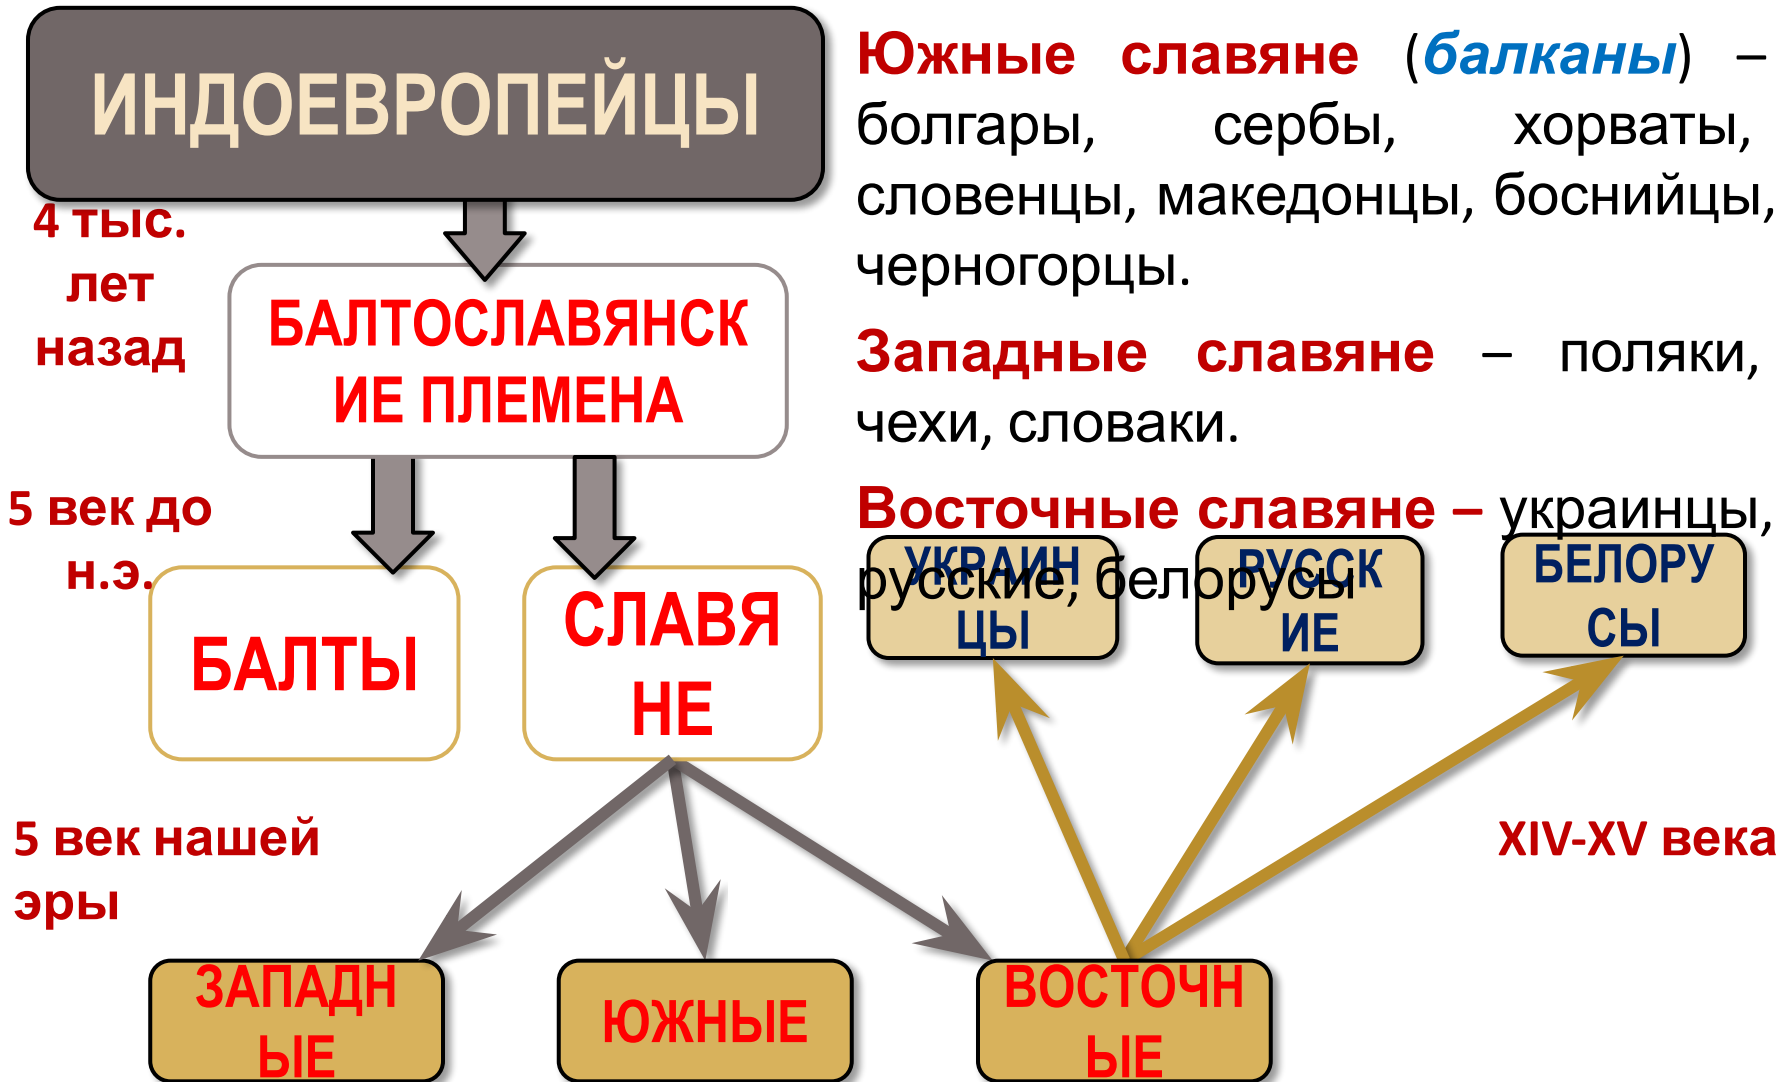 ИНДОЕВРОПЕЙЦЫ
4 тыс.
лет
назад
БАЛТОСЛАВЯНСК
ИЕ ПЛЕМЕНА
5 век до
н.э.
БАЛТЫ
СЛАВЯ
НЕ
5 век нашей
эры
ЗАПАДН
ЫЕ
ЮЖНЫЕ
ВОСТОЧН
ЫЕ
Южные славяне (балканы) –
болгары, сербы, хорваты,
словенцы, македонцы, боснийцы,
черногорцы.
Западные славяне – поляки,
чехи, словаки.
Восточные славяне – украинцы,
русские, белорусы
УКРАИН
ЦЫ
РУССК
ИЕ
БЕЛОРУ
СЫ
XIV-XV века